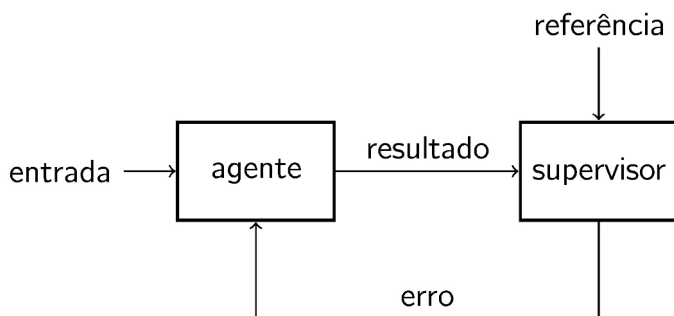 referência
entrada
agente
resultado
supervisor
erro